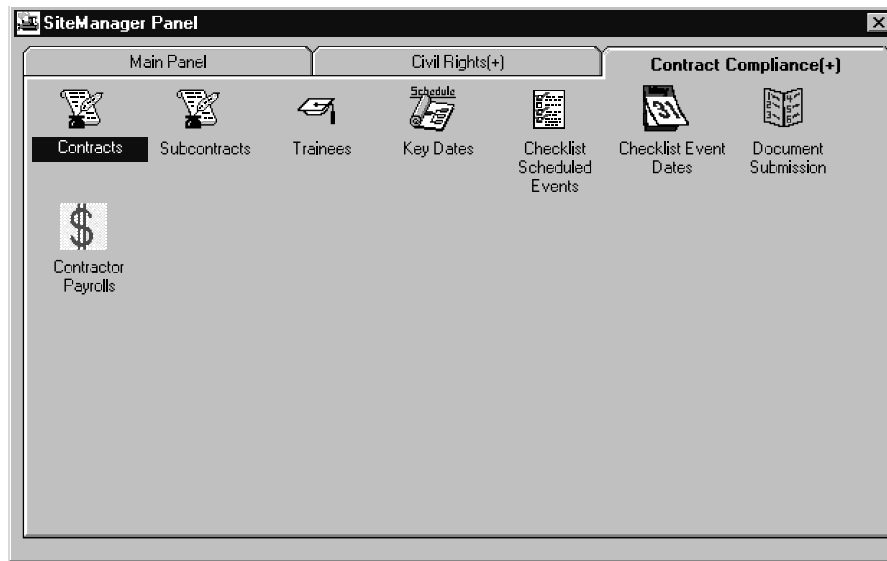 SiteManager Panel
Main Panel
Civil Rights(+)
Contract Compliance(+)
Schedule
31
Contracts
Subcontracts
Trainees
Key Dates
Checklist
Scheduled
Events
Checklist Event
Dates
Document
Submission
$
Contractor
Payrolls